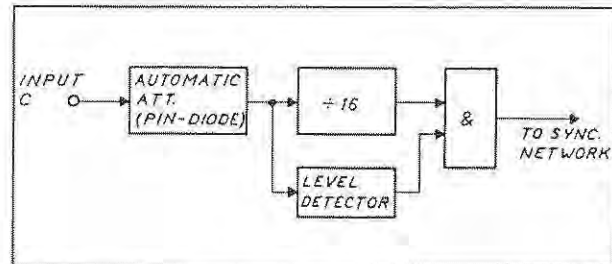 INPUT
C
AUTOMATIC
ATT.
(PIN-DIODE)
÷16
&
TO SYNC.
NETWORK
LEVEL
DETECTOR